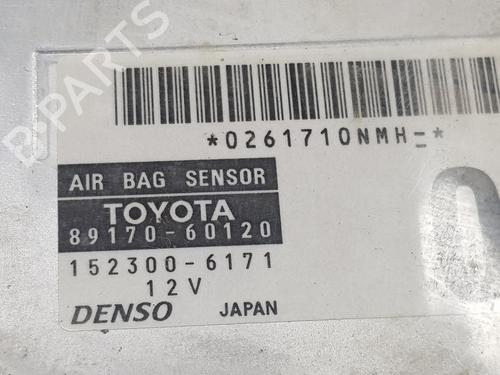 *0261710NMH-*
AIR BAG SENSOR
TOYOTA
89170-60120
152300-6171
12V
DENSO JAPAN
B-PARTS